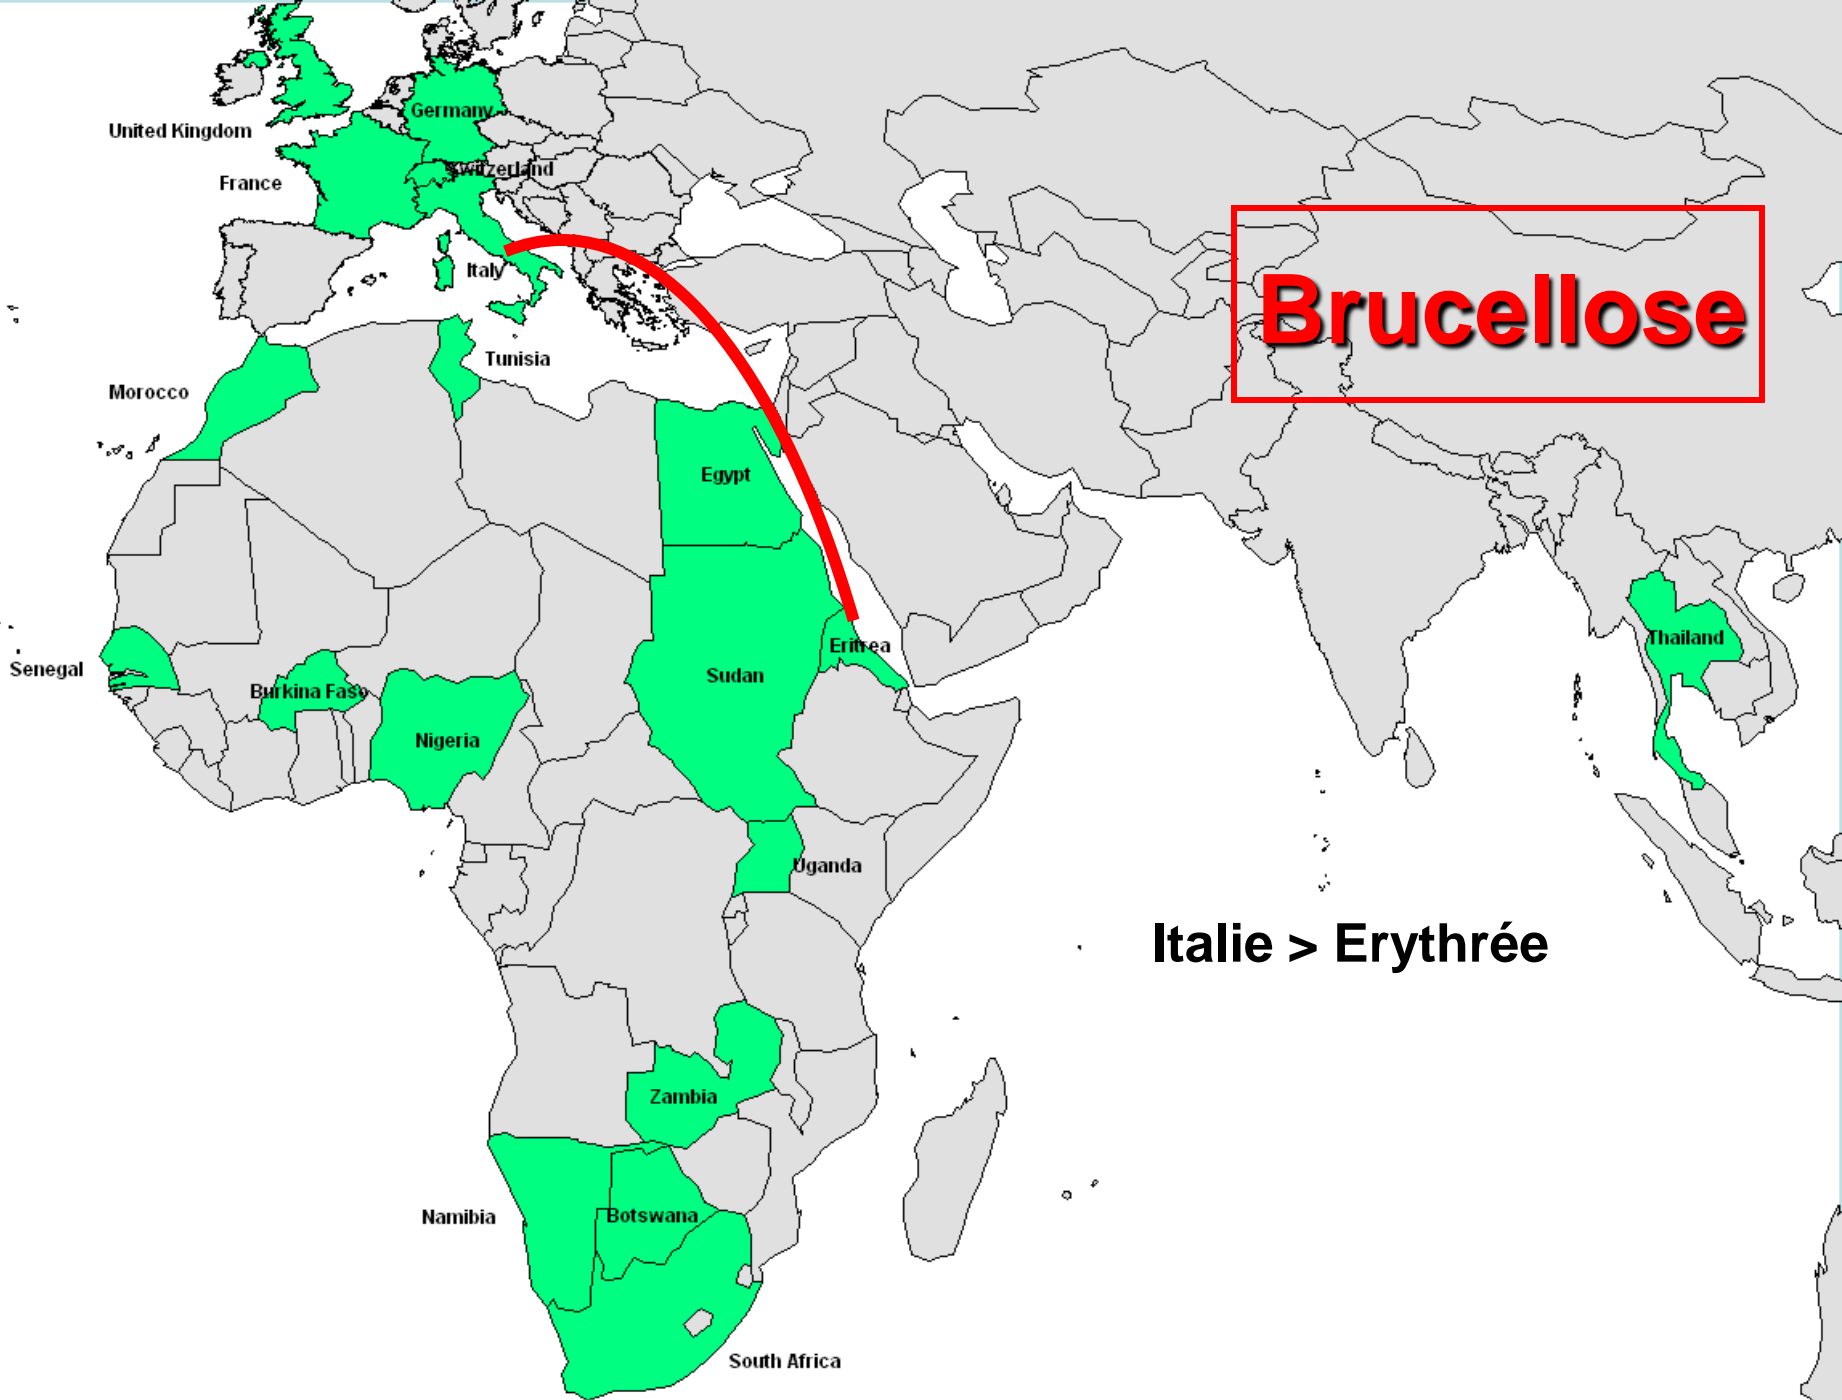 Germany
United Kingdom
Switzerland
France
Italy
Brucellose
Tunisia
Morocco
Egypt
Eritrea
Thailand
Senegal
Sudan
Burkina Faso
Nigeria
Uganda
Italie > Erythrée
Zambia
Namibia
Botswana
South Africa